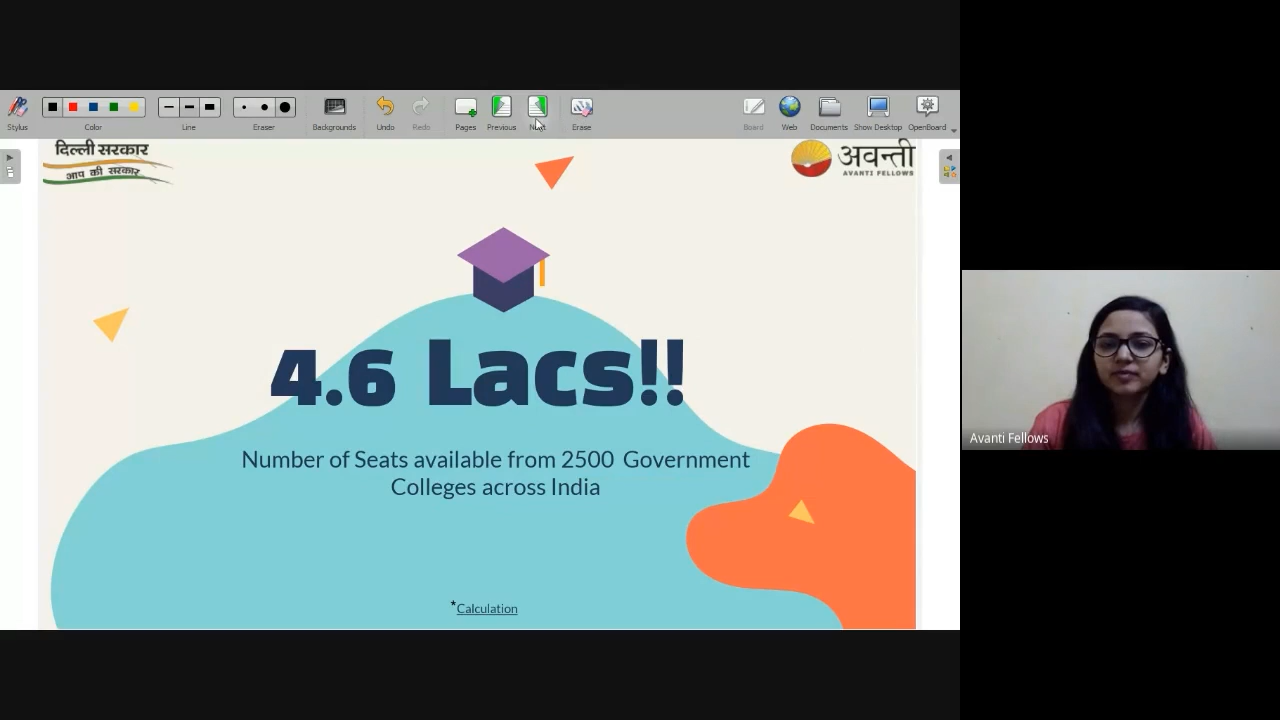 Stylus
Color
Line
Eraser
Backgrounds
Undo
Redo
Pages
Previous
Erase
Board
Web
Documents
Show Desktop
OpenBoard
दिल्ली सरकार
आप की सरकार
अवन्ती
AVANTI FELLOWS
4.6 Lacs!!
Number of Seats available from 2500 Government
Colleges across India
*Calculation
Avanti Fellows